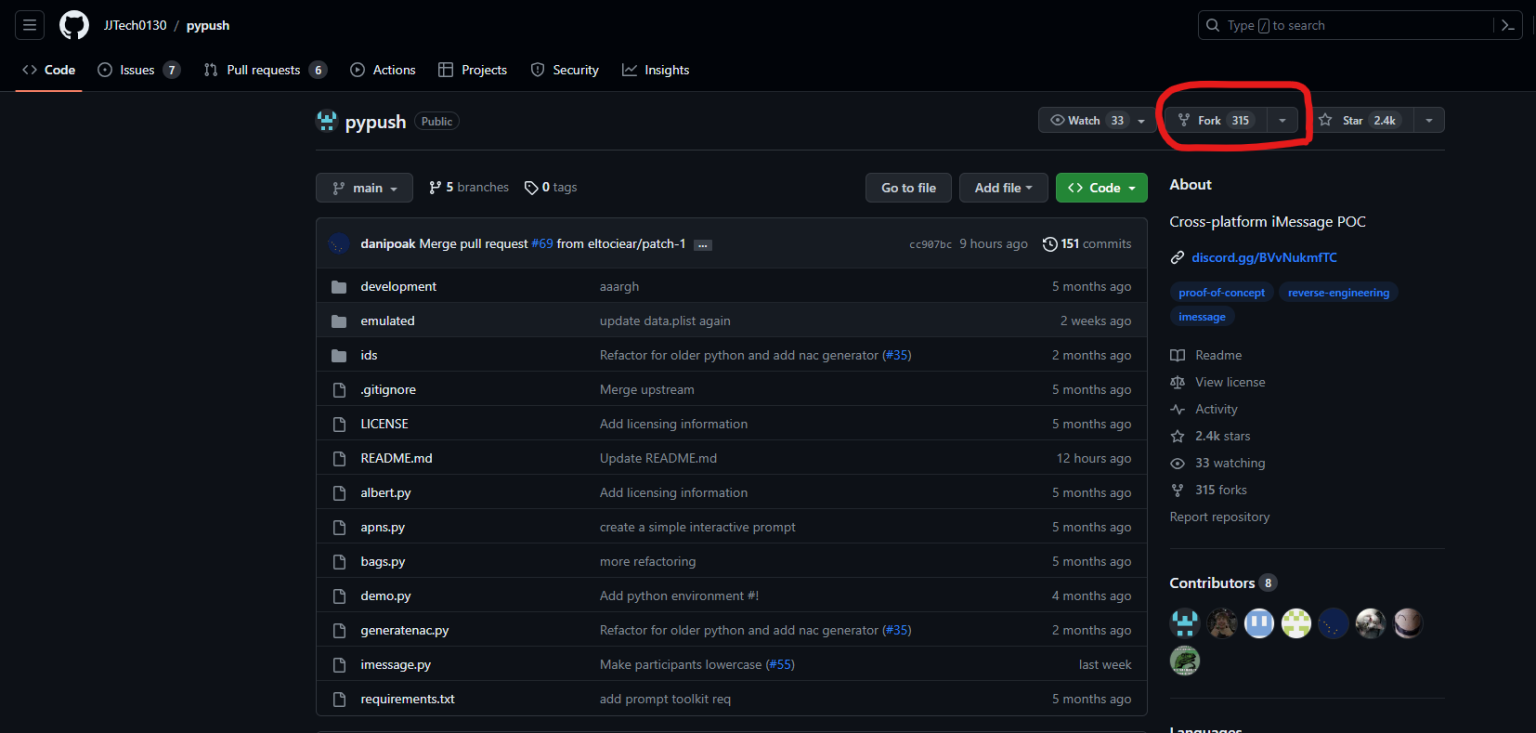 JJTech0130 / pypush
Type / to search
Code Issues 7 Pull requests 6 Actions Projects Security Insights
pypush Public
Watch 33 Fork 315 Star 2.4k
main 5 branches 0 tags Go to file Add file Code
danipoak Merge pull request #69 from eltociear/patch-1 ... cc907bc 9 hours ago 151 commits
development aaargh 5 months ago
emulated update data.plist again 2 weeks ago
ids Refactor for older python and add nac generator (#35) 2 months ago
.gitignore Merge upstream 5 months ago
LICENSE Add licensing information 5 months ago
README.md Update README.md 12 hours ago
albert.py Add licensing information 5 months ago
apns.py create a simple interactive prompt 5 months ago
bags.py more refactoring 5 months ago
demo.py Add python environment #! 4 months ago
generatenac.py Refactor for older python and add nac generator (#35) 2 months ago
imessage.py Make participants lowercase (#55) last week
requirements.txt add prompt toolkit req 5 months ago
About
Cross-platform iMessage POC
discord.gg/BVvNukmfTC
proof-of-concept reverse-engineering
imessage
Readme
View license
Activity
2.4k stars
33 watching
315 forks
Report repository
Contributors 8
Languages